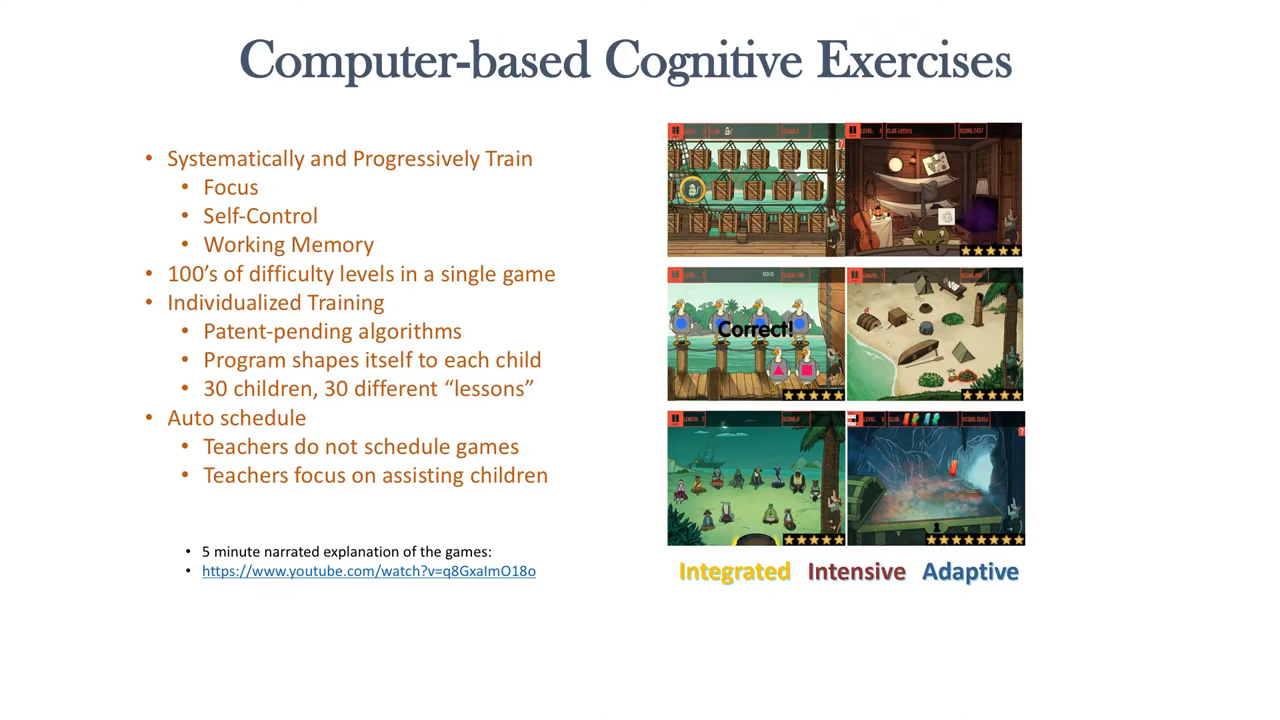 Computer-based Cognitive Exercises
• Systematically and Progressively Train
• Focus
• Self-Control
• Working Memory
• 100’s of difficulty levels in a single game
• Individualized Training
• Patent-pending algorithms
• Program shapes itself to each child
• 30 children, 30 different “lessons”
• Auto schedule
• Teachers do not schedule games
• Teachers focus on assisting children
• 5 minute narrated explanation of the games:
• https://www.youtube.com/watch?v=q8GxaImO18o
Correct!
Integrated Intensive Adaptive